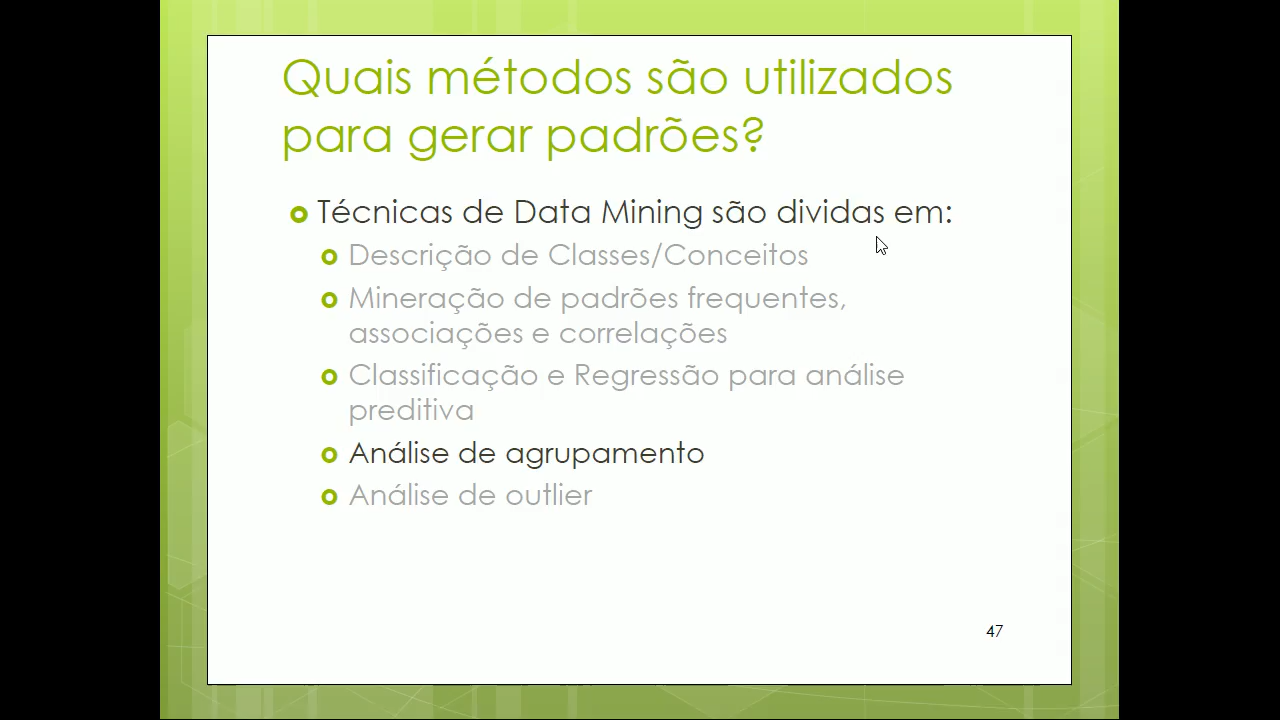 Quais métodos são utilizados
para gerar padrões?
Técnicas de Data Mining são dividas em:
Descrição de Classes/Conceitos
Mineração de padrões frequentes,
associações e correlações
Classificação e Regressão para análise
preditiva
Análise de agrupamento
Análise de outlier
47